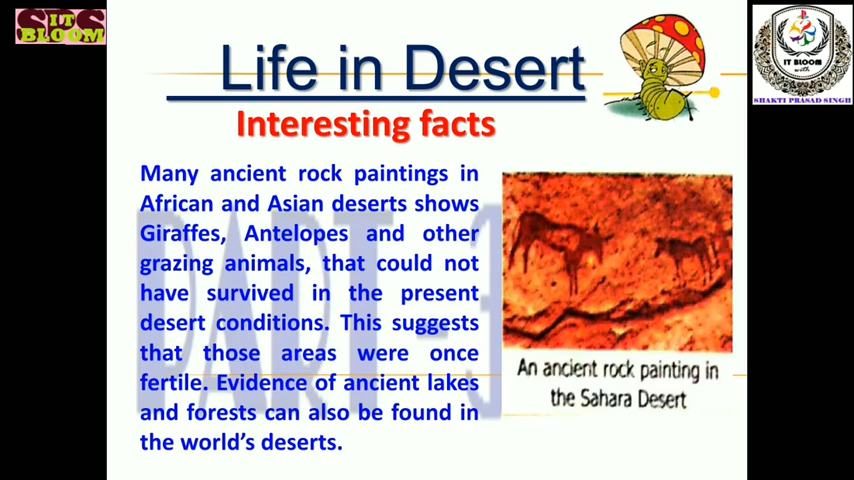 SPS
IT
BLOOM
Life in Desert
Interesting facts
Many ancient rock paintings in
African and Asian deserts shows
Giraffes, Antelopes and other
grazing animals, that could not
have survived in the present
desert conditions. This suggests
that those areas were once
fertile. Evidence of ancient lakes
and forests can also be found in
the world's deserts.
PART-3
An ancient rock painting in
the Sahara Desert
IT BLOOM
with
SHAKTI PRASAD SINGH